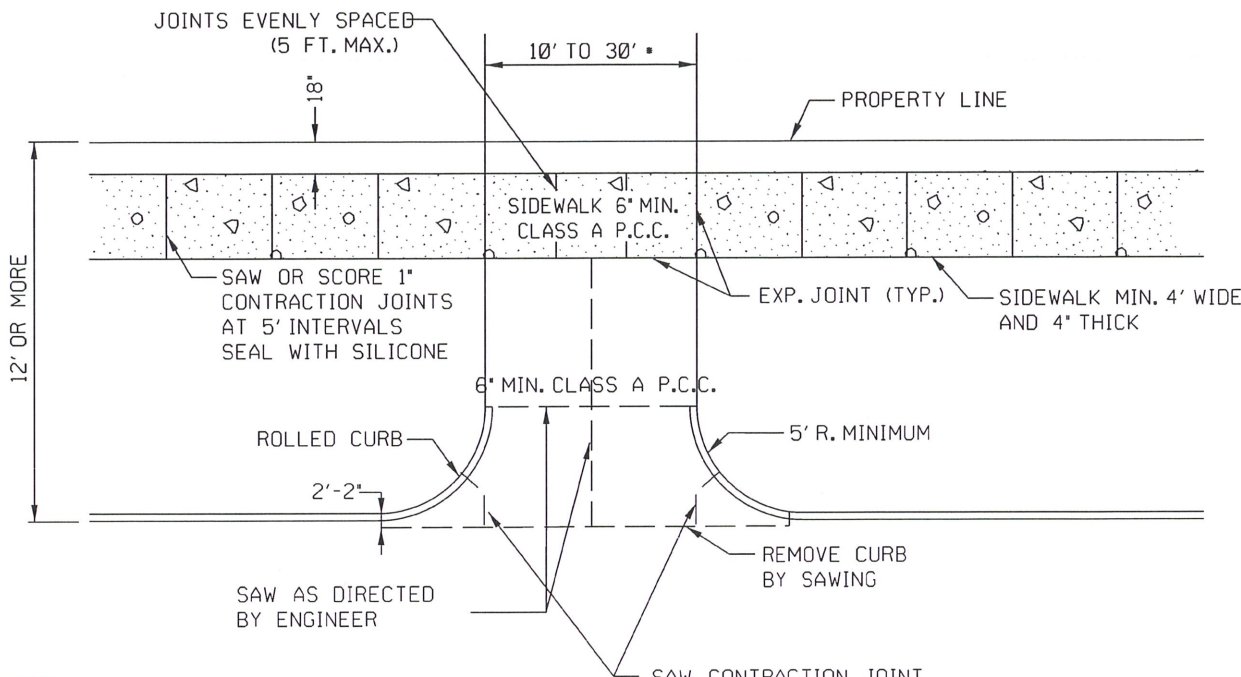 JOINTS EVENLY SPACED
(5 FT. MAX.)
10' TO 30' *
18"
PROPERTY LINE
SIDEWALK 6" MIN.
CLASS A P.C.C.
12' OR MORE
SAW OR SCORE 1"
CONTRACTION JOINTS
AT 5' INTERVALS
SEAL WITH SILICONE
EXP. JOINT (TYP.)
SIDEWALK MIN. 4' WIDE
AND 4" THICK
6" MIN. CLASS A P.C.C.
ROLLED CURB
5' R. MINIMUM
2'-2"
REMOVE CURB
BY SAWING
SAW AS DIRECTED
BY ENGINEER
SAW CONTRACTION JOINT